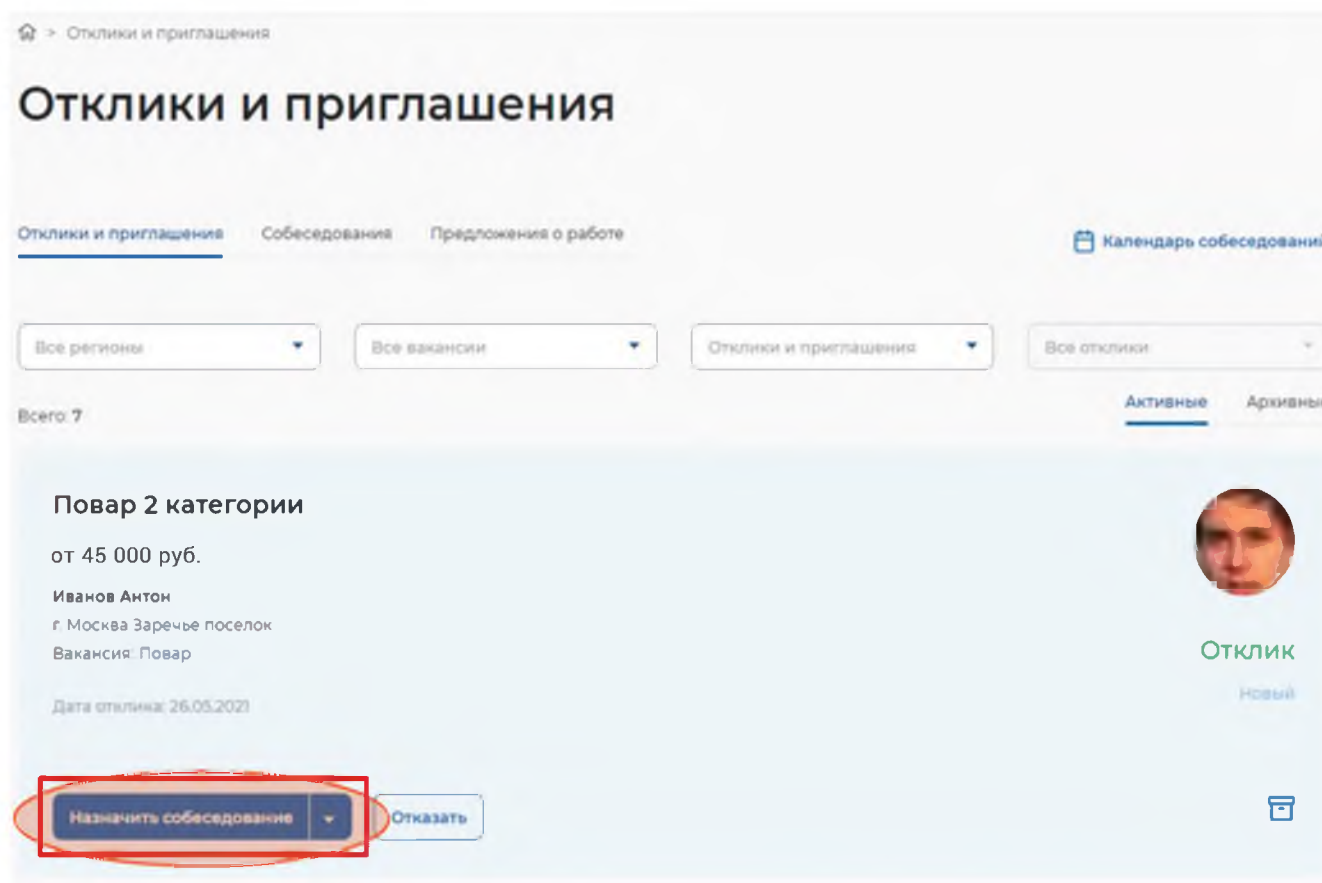 > Отклики и приглашения
Отклики и приглашения
Отклики и приглашения Собеседования Предложения о работе
Календарь собеседований
Все регионы Все вакансии Отклики и приглашения Все отклики
Всего: 7
Активные Архивные
Повар 2 категории
от 45 000 руб.
Иванов Антон
г. Москва Заречье поселок
Вакансия: Повар
Дата отклика: 26.05.2021
Отклик
Новый
Назначить собеседование Отказать